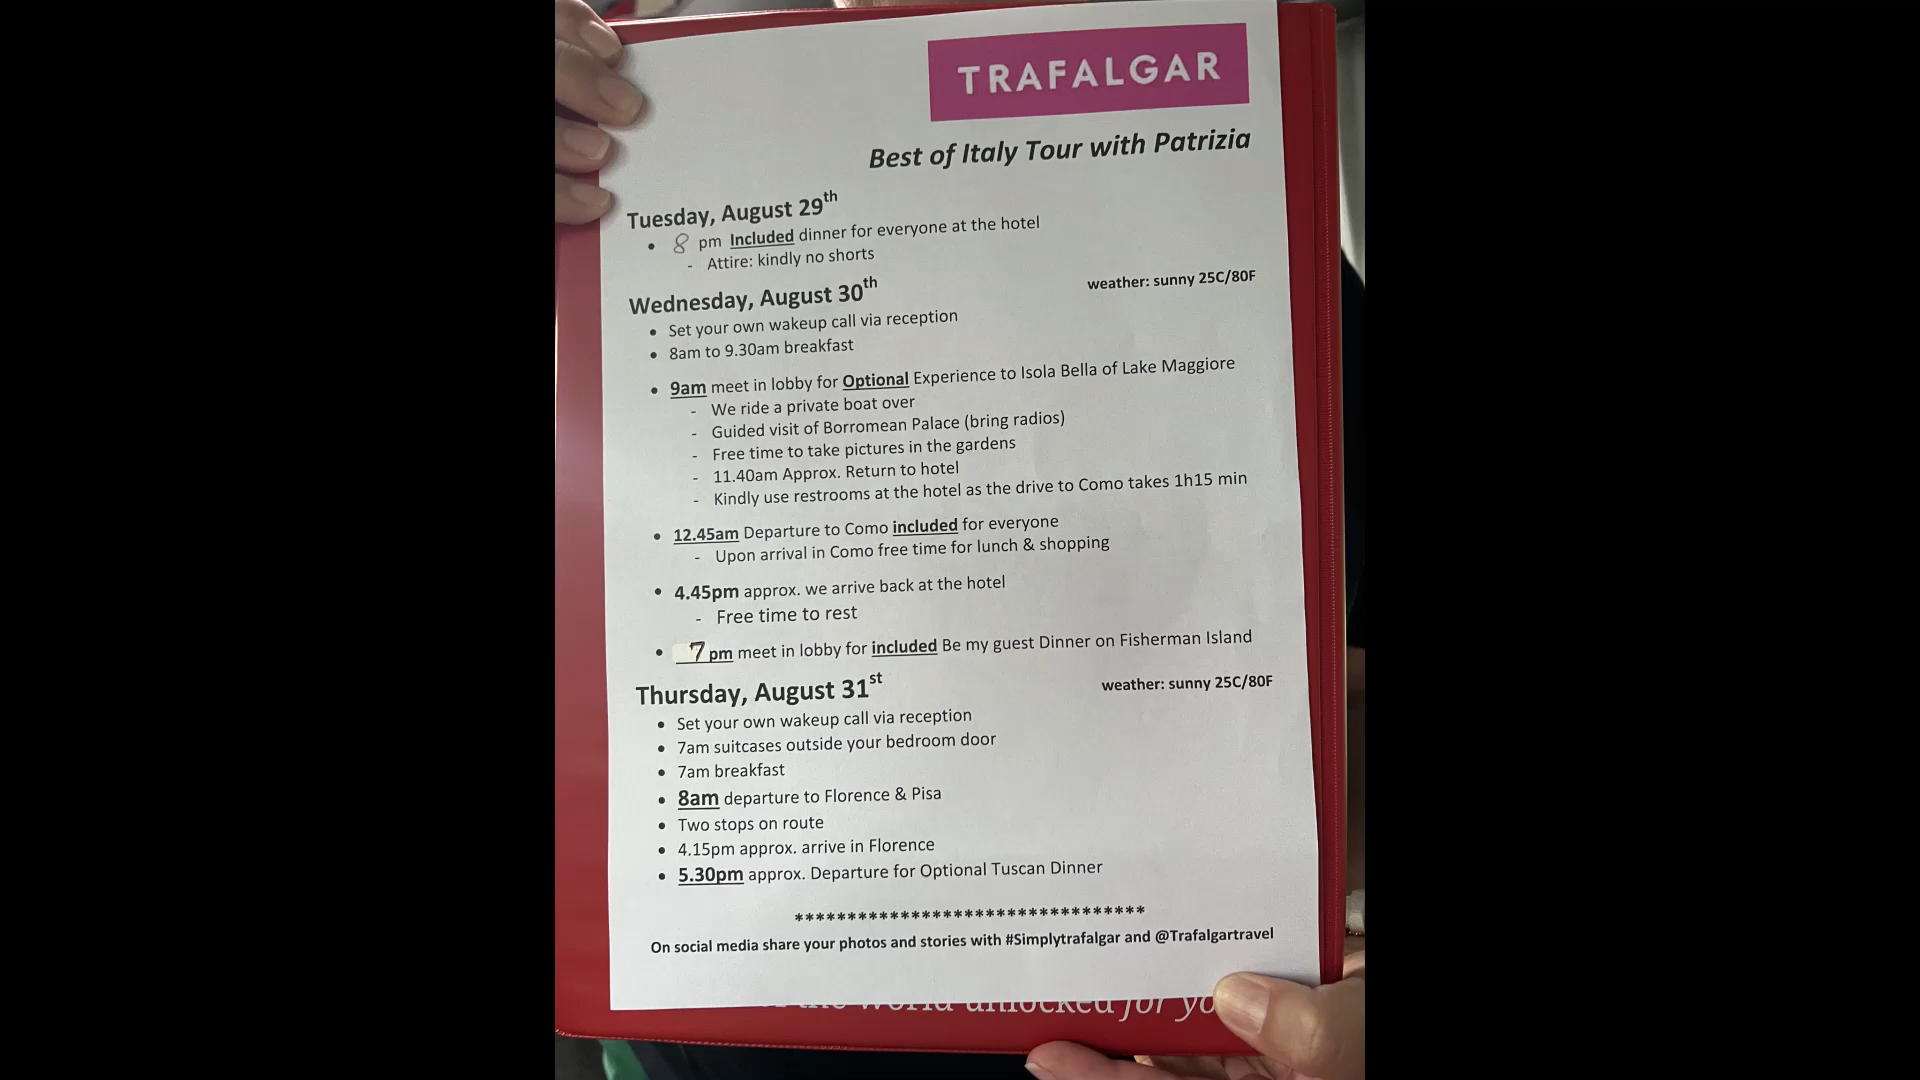 TRAFALGAR
Best of Italy Tour with Patrizia
Tuesday, August 29th
• 8 pm Included dinner for everyone at the hotel
- Attire: kindly no shorts
Wednesday, August 30th weather: sunny 25C/80F
• Set your own wakeup call via reception
• 8am to 9.30am breakfast
• 9am meet in lobby for Optional Experience to Isola Bella of Lake Maggiore
- We ride a private boat over
- Guided visit of Borromean Palace (bring radios)
- Free time to take pictures in the gardens
- 11.40am Approx. Return to hotel
- Kindly use restrooms at the hotel as the drive to Como takes 1h15 min
• 12.45am Departure to Como included for everyone
- Upon arrival in Como free time for lunch & shopping
• 4.45pm approx. we arrive back at the hotel
- Free time to rest
• 7 pm meet in lobby for included Be my guest Dinner on Fisherman Island
Thursday, August 31st weather: sunny 25C/80F
• Set your own wakeup call via reception
• 7am suitcases outside your bedroom door
• 7am breakfast
• 8am departure to Florence & Pisa
• Two stops on route
• 4.15pm approx. arrive in Florence
• 5.30pm approx. Departure for Optional Tuscan Dinner
*********************************
On social media share your photos and stories with #Simplytrafalgar and @Trafalgartravel
the world unlocked for